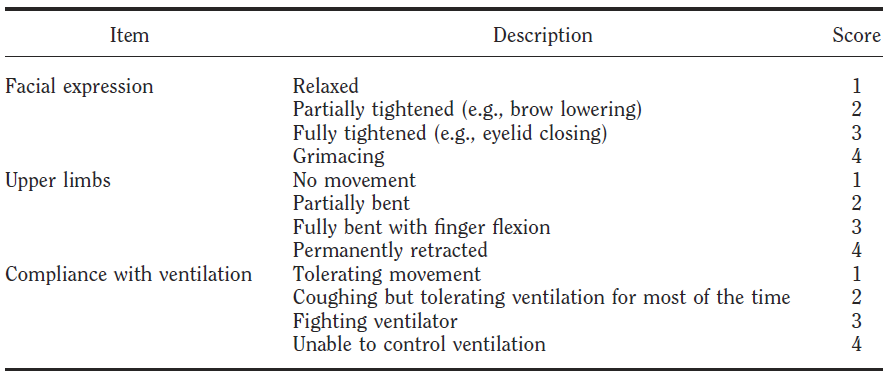 Item Description Score
Facial expression Relaxed 1
Partially tightened (e.g., brow lowering) 2
Fully tightened (e.g., eyelid closing) 3
Grimacing 4
Upper limbs No movement 1
Partially bent 2
Fully bent with finger flexion 3
Permanently retracted 4
Compliance with ventilation Tolerating movement 1
Coughing but tolerating ventilation for most of the time 2
Fighting ventilator 3
Unable to control ventilation 4